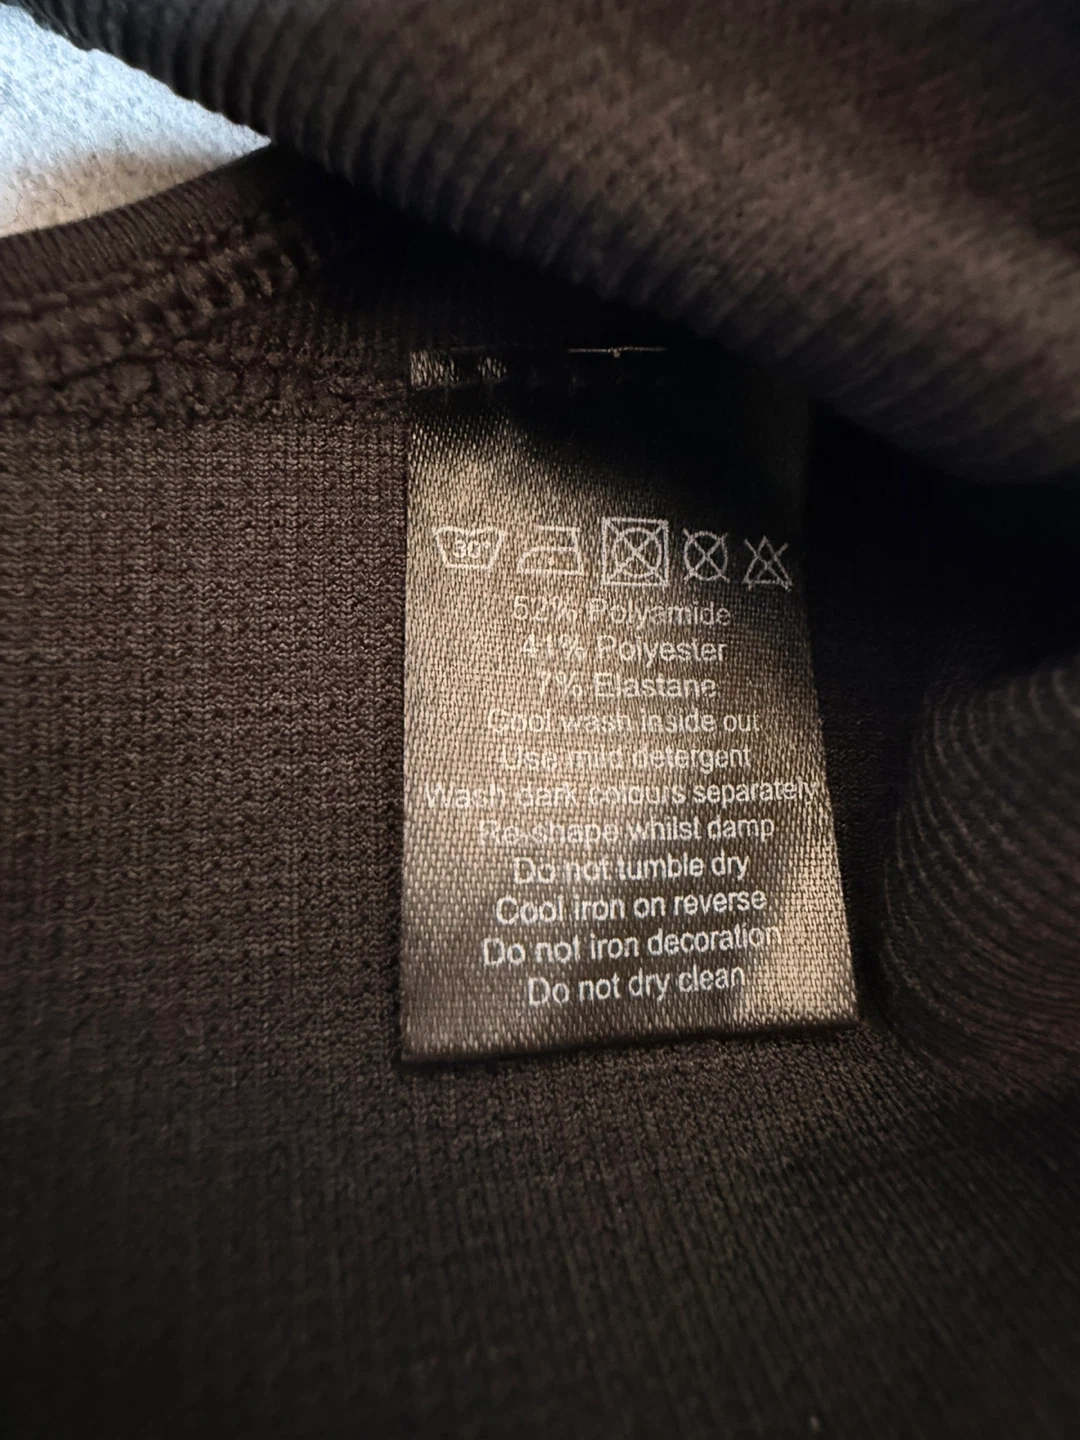 30°
52% Polyamide
41% Polyester
7% Elastane
Cool wash inside out
Use mild detergent
Wash dark colours separately
Re-shape whilst damp
Do not tumble dry
Cool iron on reverse
Do not iron decoration
Do not dry clean